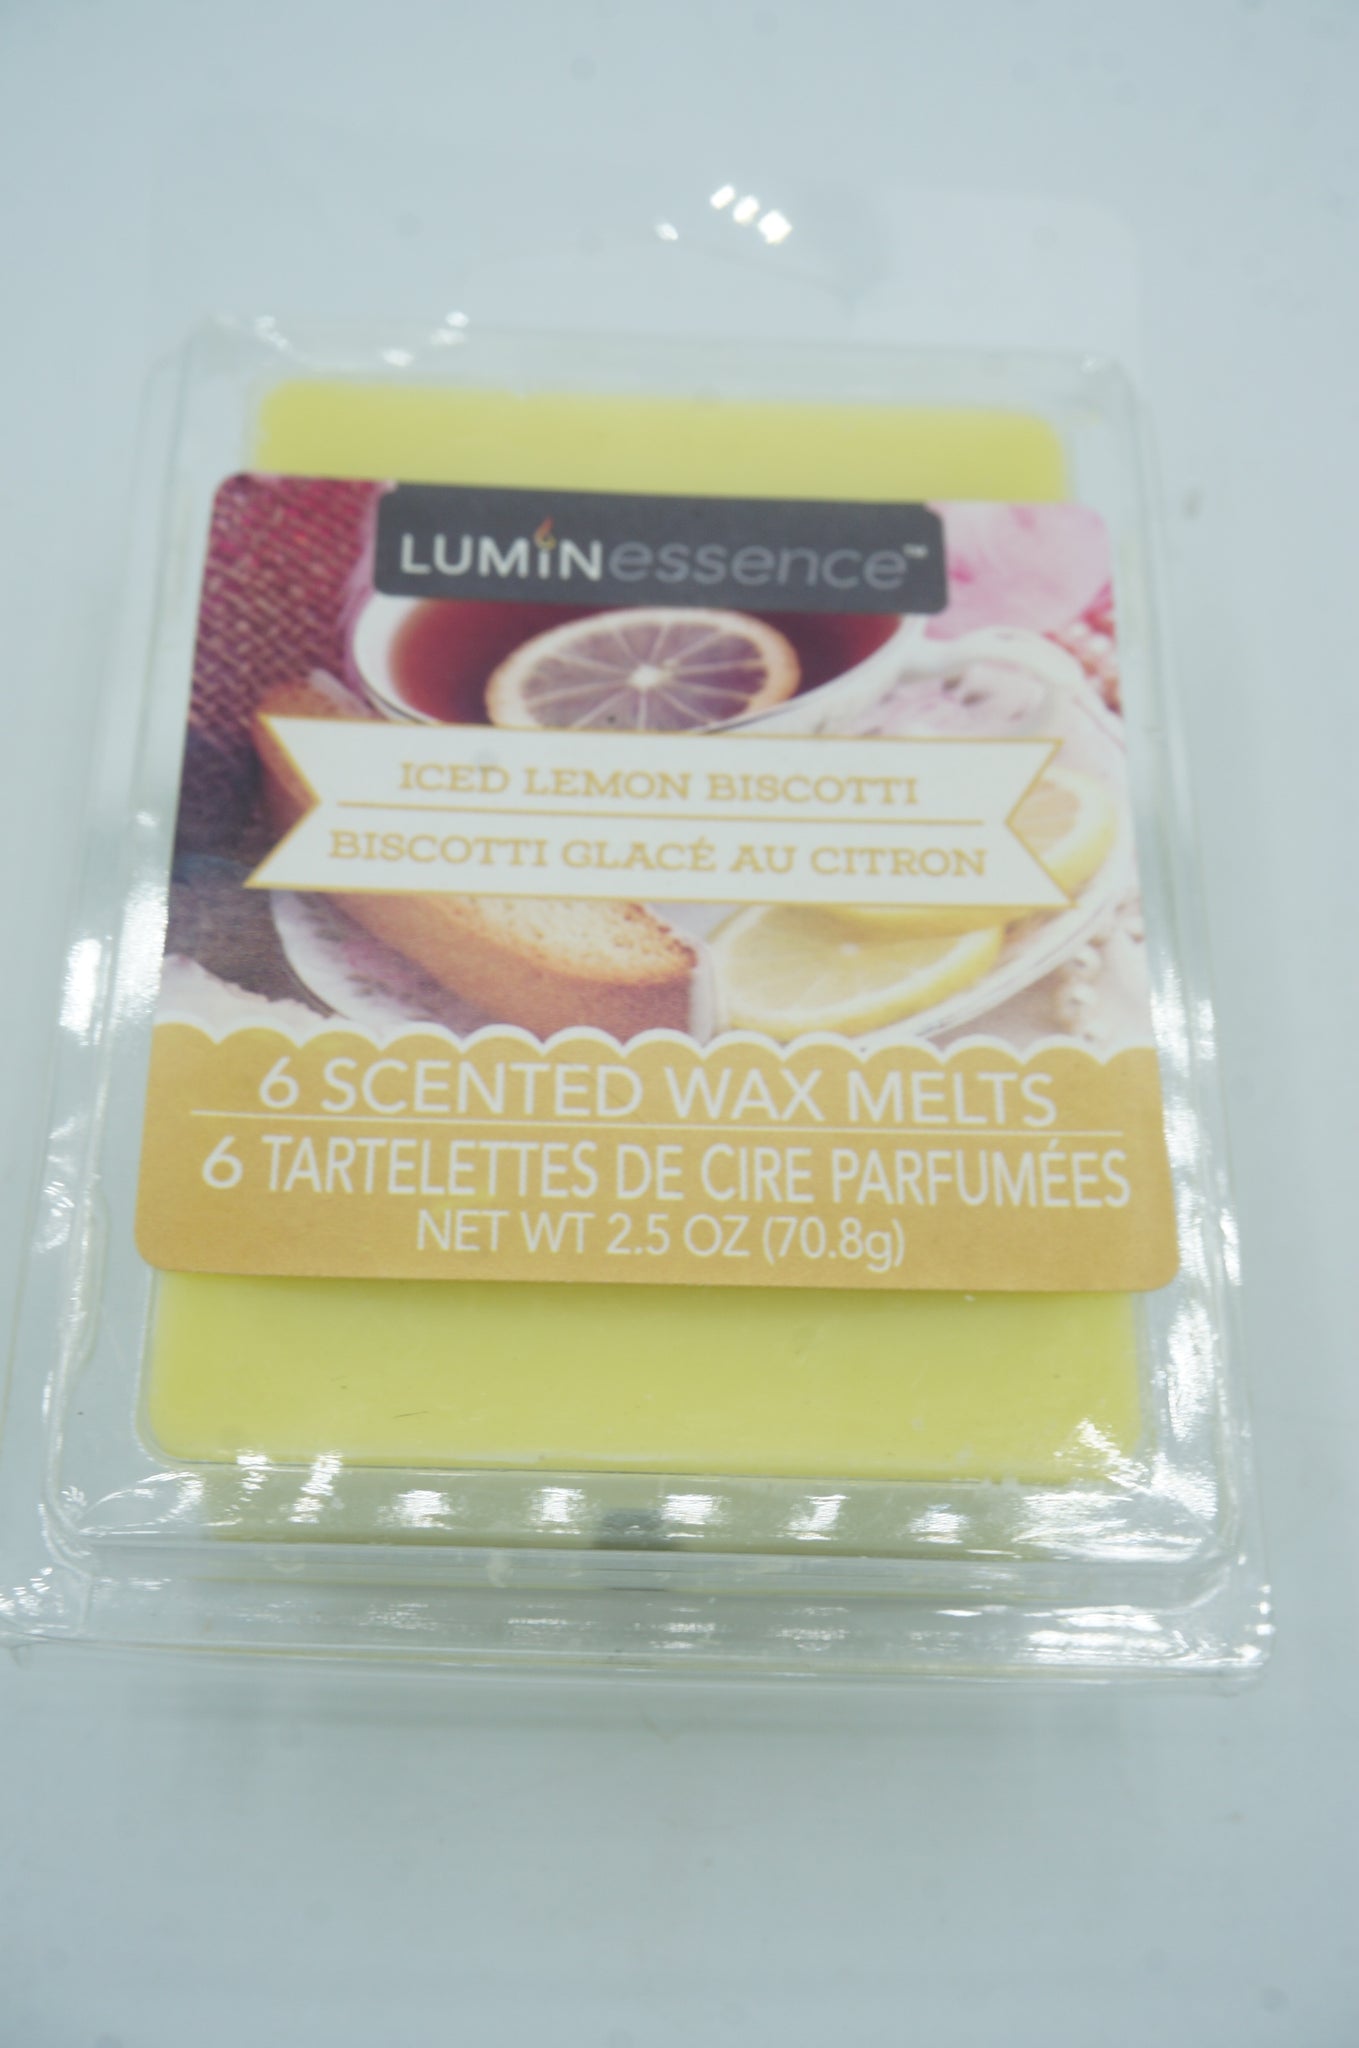 LUMINessence™
ICED LEMON BISCOTTI
BISCOTTI GLACÉ AU CITRON
6 SCENTED WAX MELTS
6 TARTELETTES DE CIRE PARFUMÉES
NET WT 2.5 OZ (70.8g)